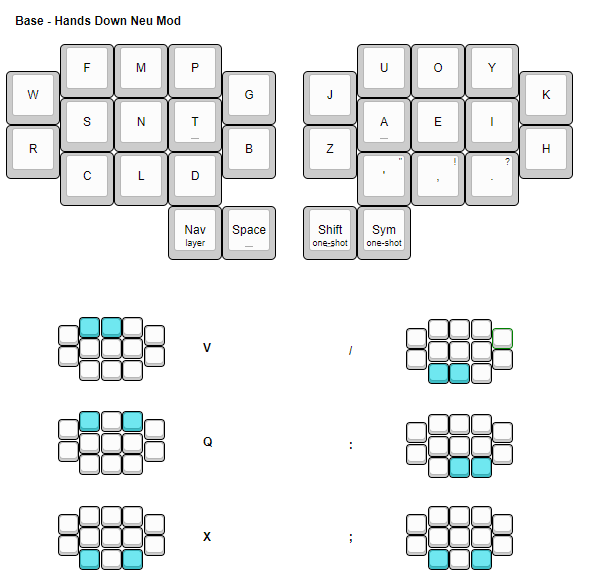 Base - Hands Down Neu Mod
F M P U O Y
W G J K
S N T A E I
R B Z H
" ! ?
C L D ' , .
Nav Space Shift Sym
layer one-shot one-shot
V /
Q :
X ;